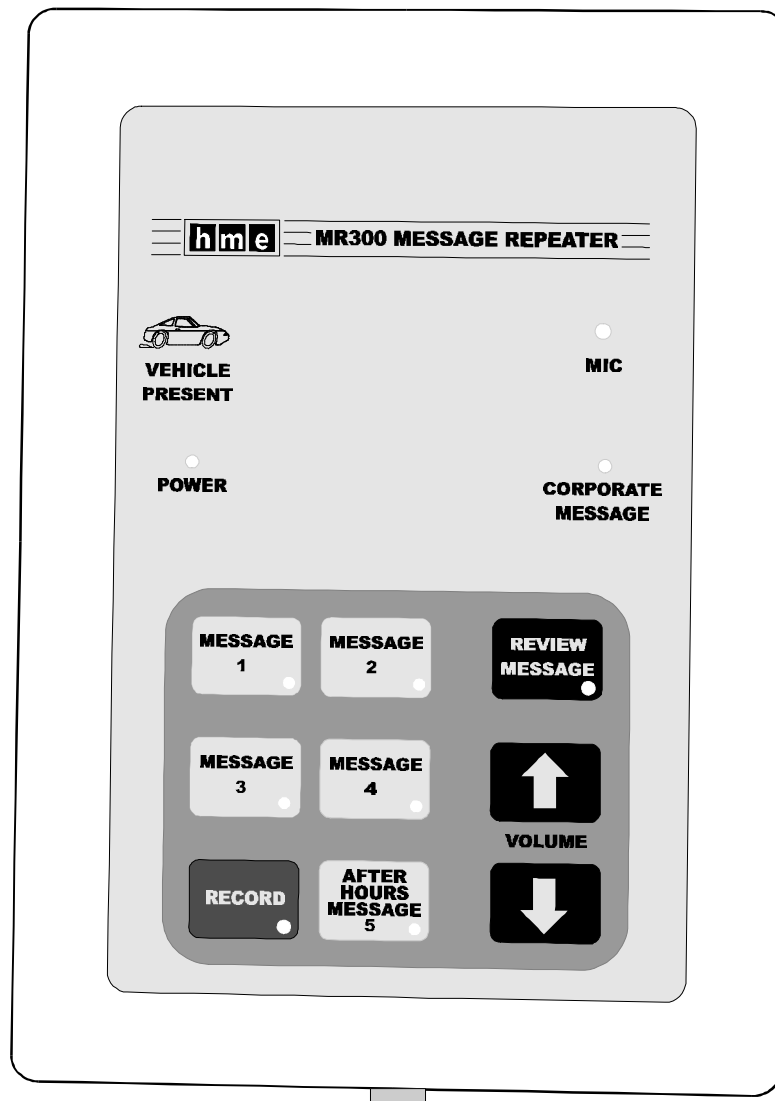 hme MR300 MESSAGE REPEATER
VEHICLE
PRESENT
MIC
POWER
CORPORATE
MESSAGE
MESSAGE
1
MESSAGE
2
REVIEW
MESSAGE
MESSAGE
3
MESSAGE
4
VOLUME
RECORD
AFTER
HOURS
MESSAGE
5